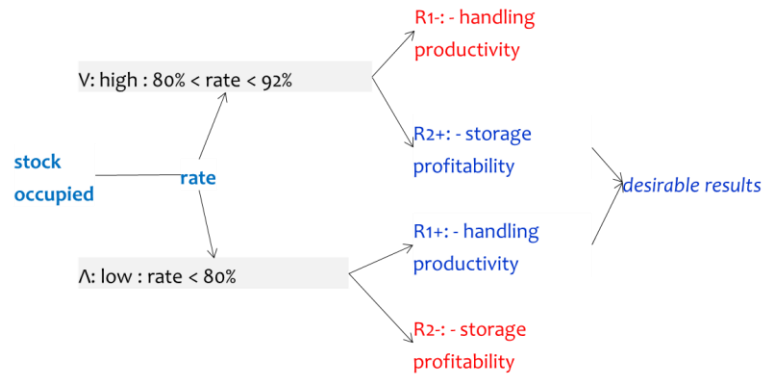 R1-: - handling
productivity
V: high : 80% < rate < 92%
R2+: - storage
profitability
stock
occupied
rate
desirable results
R1+: - handling
productivity
Λ: low : rate < 80%
R2-: - storage
profitability